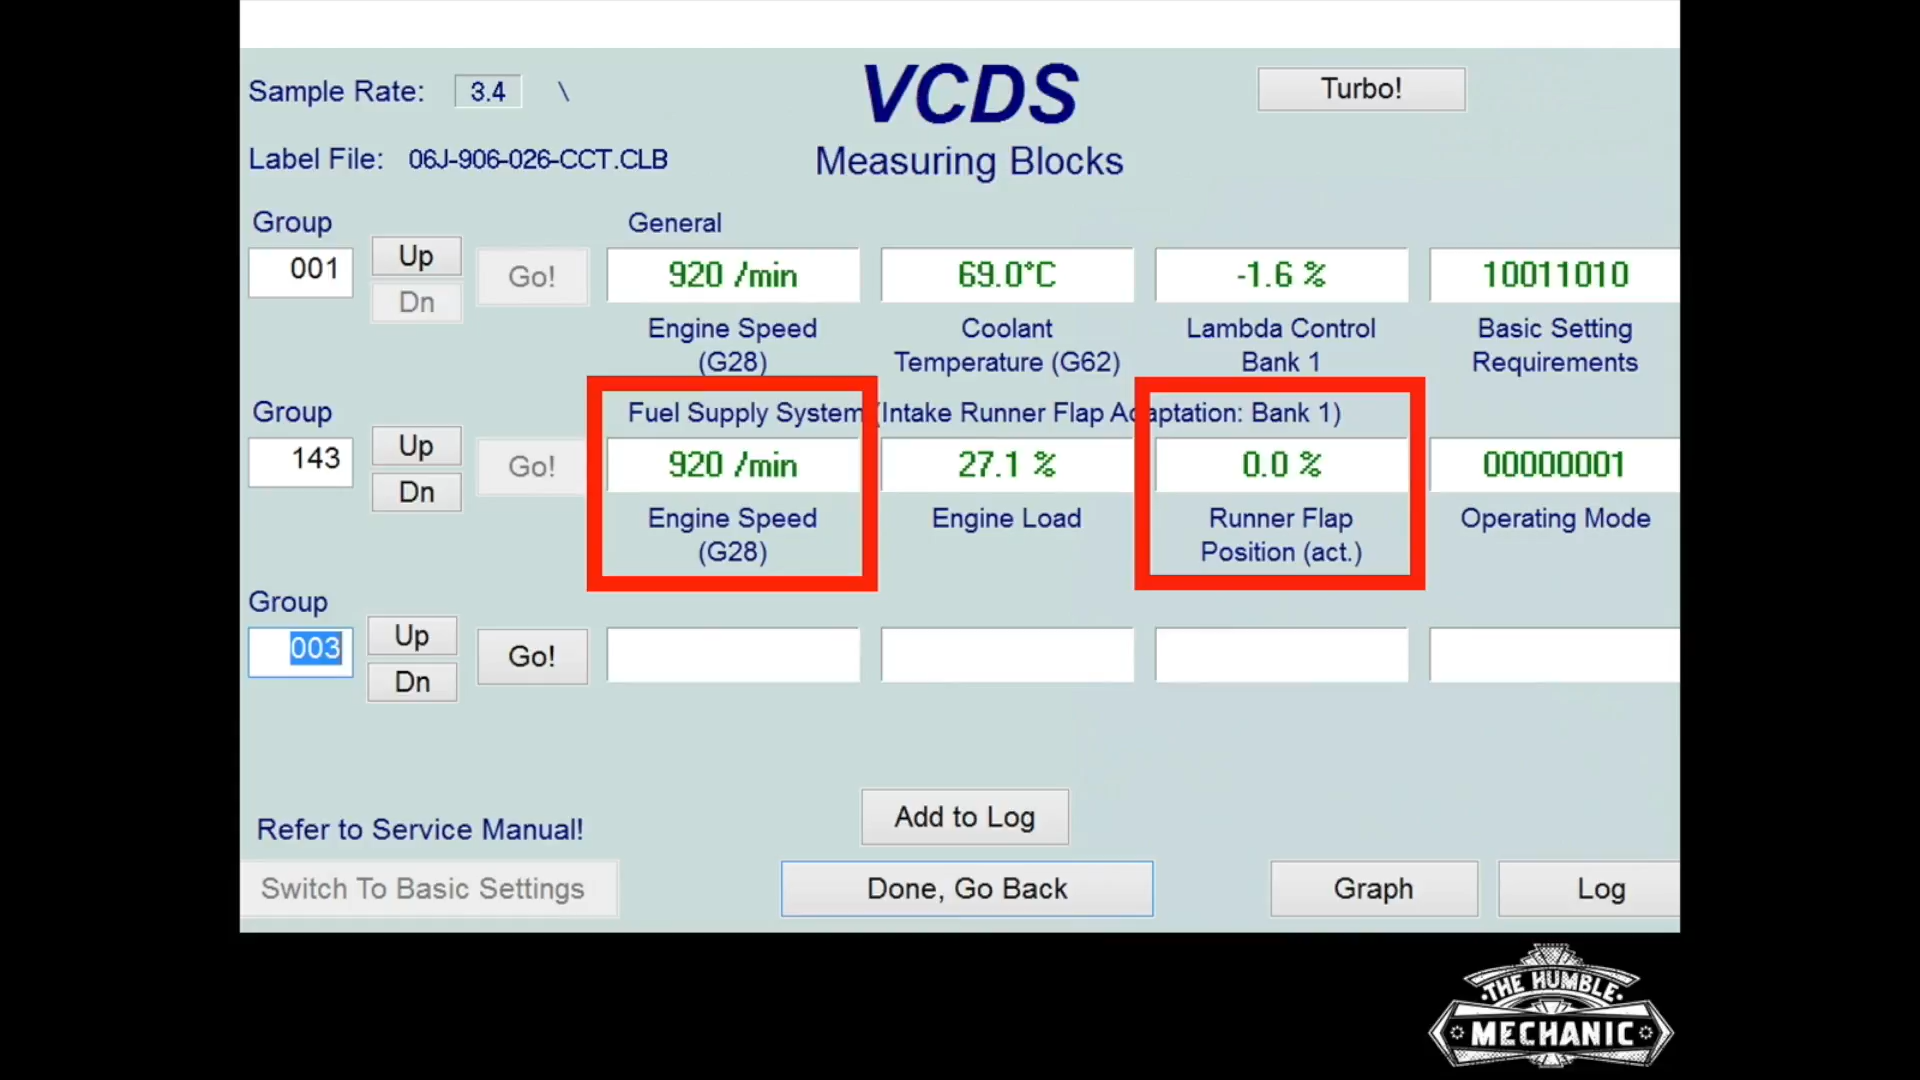 VCDS
Measuring Blocks
Sample Rate: 3.4 \
Turbo!
Label File: 06J-906-026-CCT.CLB
Group
General
001
Up
Dn
Go!
920 /min
69.0°C
-1.6 %
10011010
Engine Speed
(G28)
Coolant
Temperature (G62)
Lambda Control
Bank 1
Basic Setting
Requirements
Group
Fuel Supply System (Intake Runner Flap Adaptation: Bank 1)
143
Up
Dn
Go!
920 /min
27.1 %
0.0 %
00000001
Engine Speed
(G28)
Engine Load
Runner Flap
Position (act.)
Operating Mode
Group
003
Up
Dn
Go!
Refer to Service Manual!
Add to Log
Switch To Basic Settings
Done, Go Back
Graph
Log
·THE HUMBLE·
MECHANIC